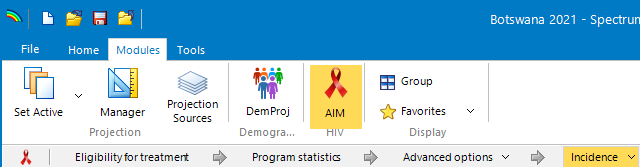 Botswana 2021 - Spectru
File Home Modules Tools
Set Active
Manager
Projection Sources
DemProj
AIM
Group
Favorites
Projection
Demogra...
HIV
Display
Eligibility for treatment Program statistics Advanced options Incidence